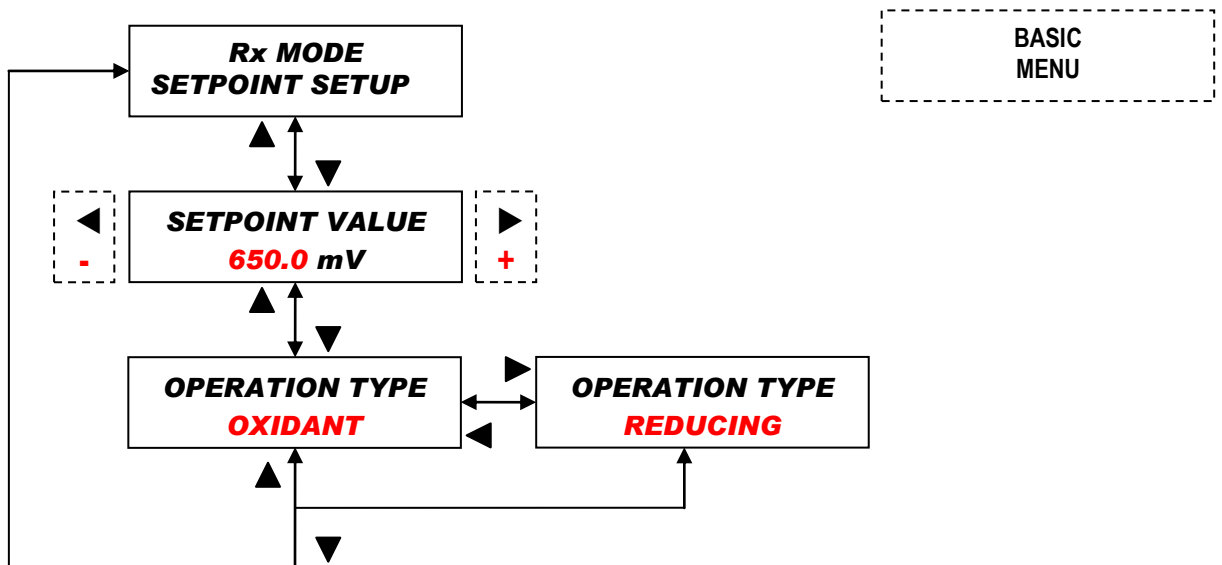 Rx MODE
SETPOINT SETUP
BASIC
MENU
SETPOINT VALUE
650.0 mV
-
+
OPERATION TYPE
OXIDANT
OPERATION TYPE
REDUCING